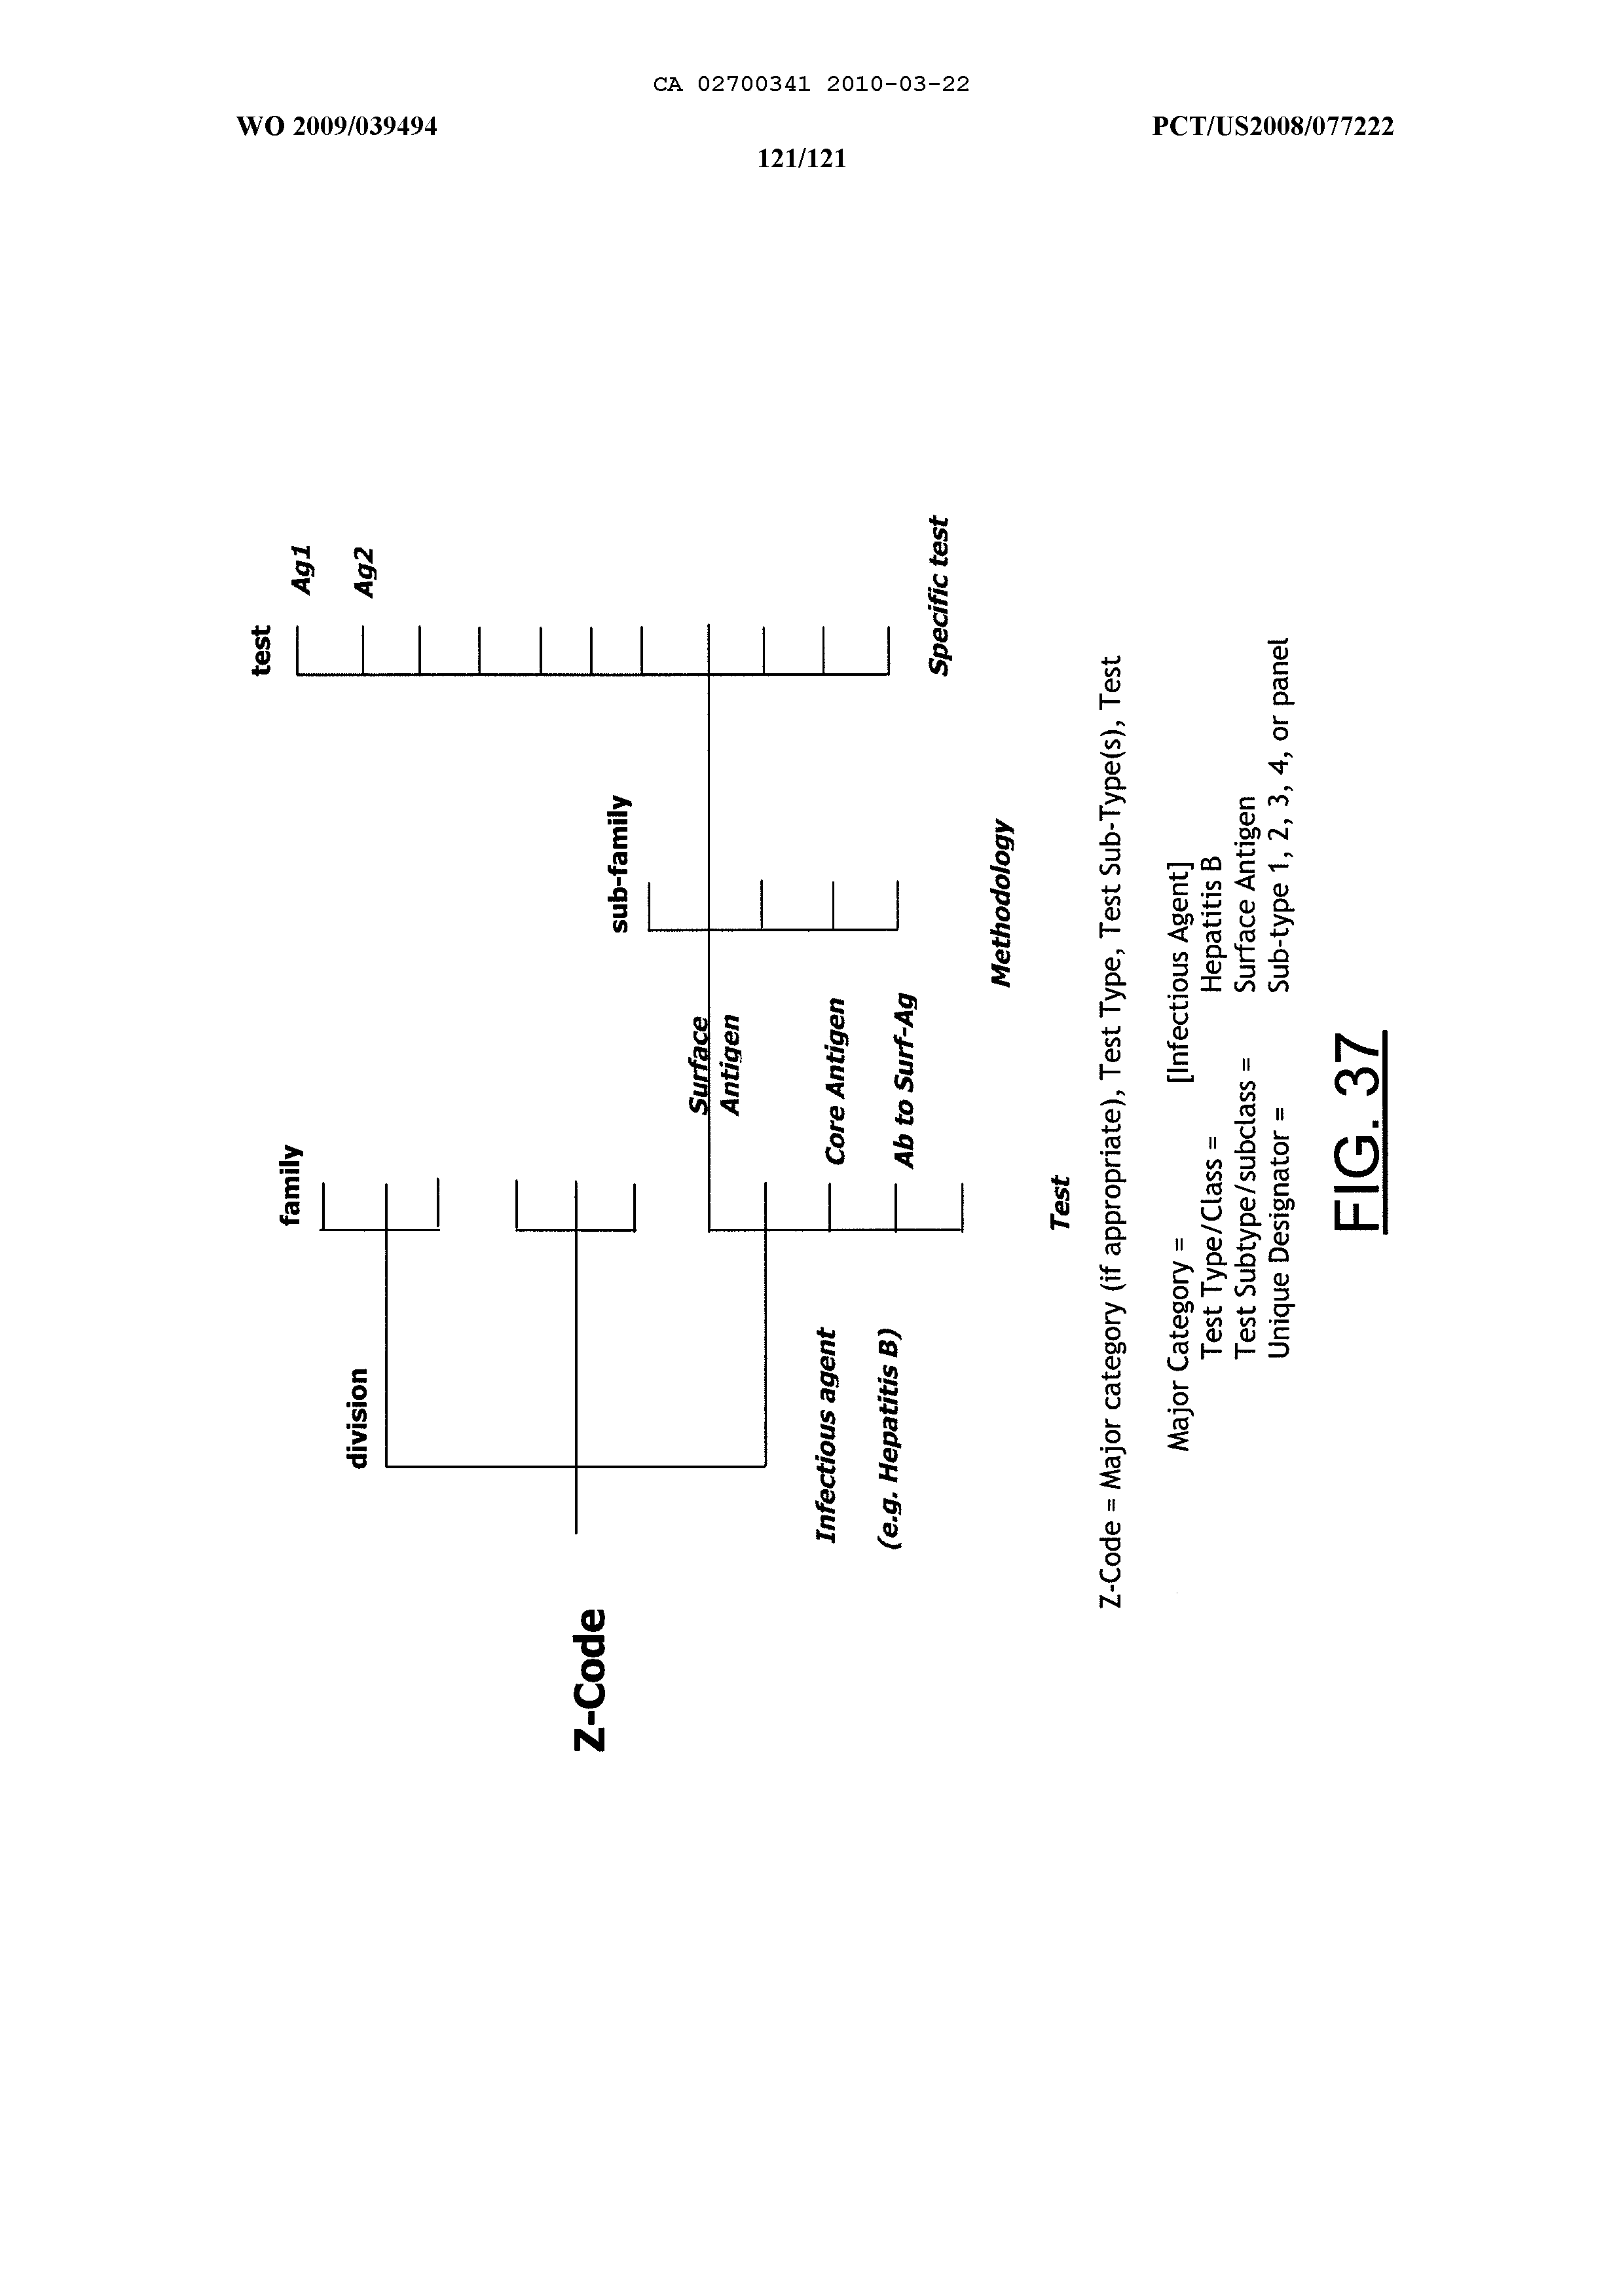 CA 02700341 2010-03-22
WO 2009/039494
PCT/US2008/077222
121/121
test
Ag1
Ag2
family
division
sub-family
Z-Code
Surface
Antigen
Core Antigen
Ab to Surf-Ag
Infectious agent
(e.g. Hepatitis B)
Specific test
Methodology
Test
Z-Code = Major category (if appropriate), Test Type, Test Sub-Type(s), Test
Major Category = [Infectious Agent]
Test Type/Class = Hepatitis B
Test Subtype/subclass = Surface Antigen
Unique Designator = Sub-type 1, 2, 3, 4, or panel
FIG. 37